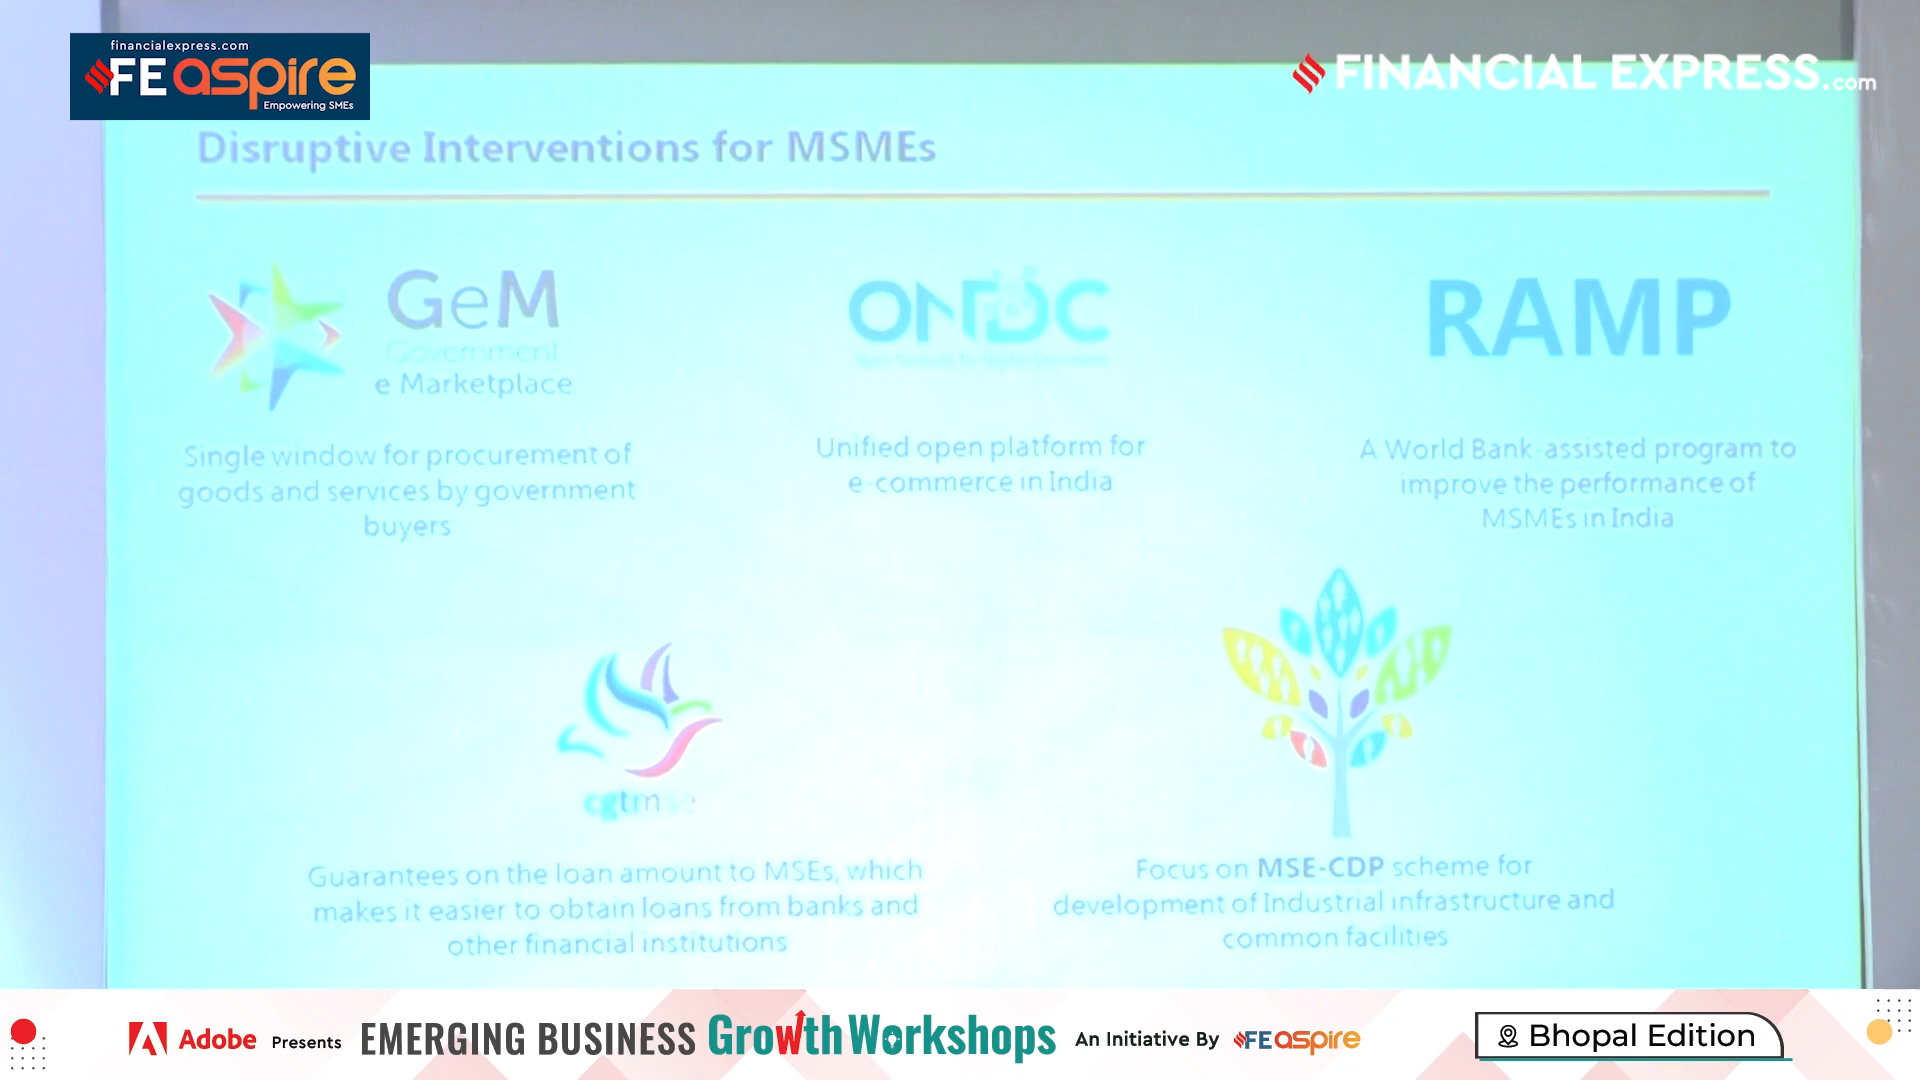 financialexpress.com
FE aspire
Empowering SMEs
FINANCIAL EXPRESS.com
Disruptive Interventions for MSMEs
GeM
Government
e Marketplace
Single window for procurement of
goods and services by government
buyers
ONDC
Unified open platform for
e-commerce in India
RAMP
A World Bank-assisted program to
improve the performance of
MSMEs in India
cgtmse
Guarantees on the loan amount to MSEs, which
makes it easier to obtain loans from banks and
other financial institutions
Focus on MSE-CDP scheme for
development of Industrial infrastructure and
common facilities
Adobe Presents EMERGING BUSINESS Growth Workshops An Initiative By FE aspire
Bhopal Edition